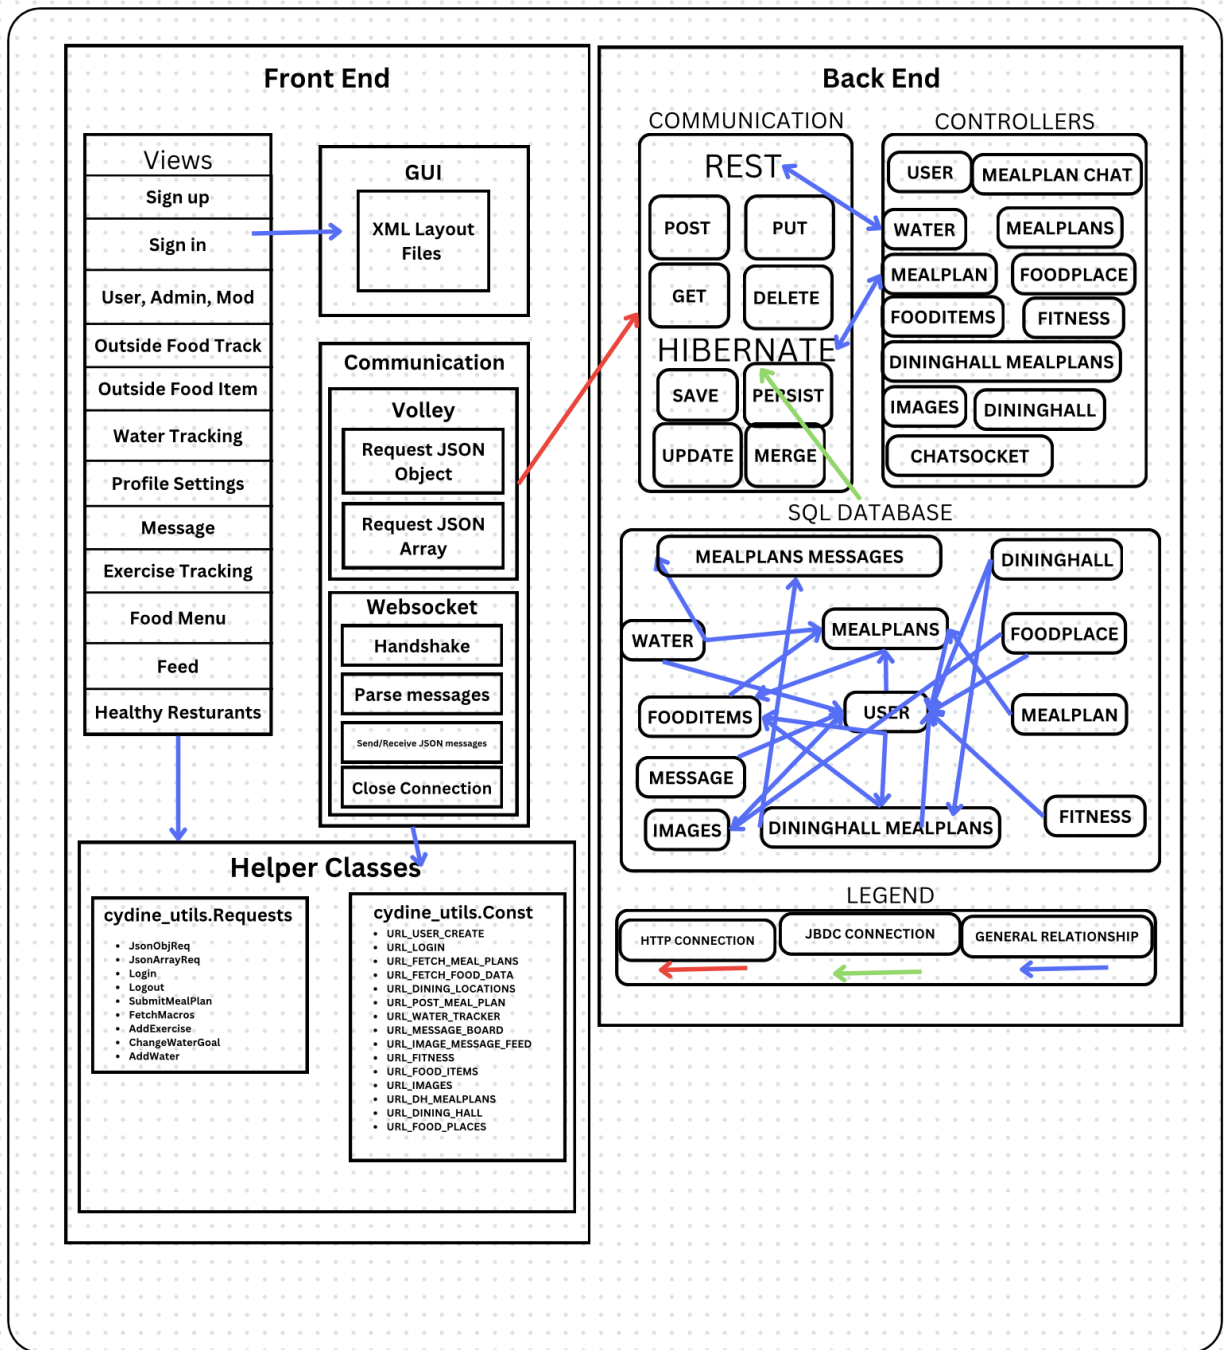 Front End
Views
Sign up
Sign in
User, Admin, Mod
Outside Food Track
Outside Food Item
Water Tracking
Profile Settings
Message
Exercise Tracking
Food Menu
Feed
Healthy Resturants
GUI
XML Layout
Files
Communication
Volley
Request JSON
Object
Request JSON
Array
Websocket
Handshake
Parse messages
Send/Receive JSON messages
Close Connection
Helper Classes
cydine_utils.Requests
• JsonObjReq
• JsonArrayReq
• Login
• Logout
• SubmitMealPlan
• FetchMacros
• AddExercise
• ChangeWaterGoal
• AddWater
cydine_utils.Const
• URL_USER_CREATE
• URL_LOGIN
• URL_FETCH_MEAL_PLANS
• URL_FETCH_FOOD_DATA
• URL_DINING_LOCATIONS
• URL_POST_MEAL_PLAN
• URL_WATER_TRACKER
• URL_MESSAGE_BOARD
• URL_IMAGE_MESSAGE_FEED
• URL_FITNESS
• URL_FOOD_ITEMS
• URL_IMAGES
• URL_DH_MEALPLANS
• URL_DINING_HALL
• URL_FOOD_PLACES
Back End
COMMUNICATION
REST
POST
PUT
GET
DELETE
HIBERNATE
SAVE
PERSIST
UPDATE
MERGE
CONTROLLERS
USER
MEALPLAN CHAT
WATER
MEALPLANS
MEALPLAN
FOODPLACE
FOODITEMS
FITNESS
DININGHALL MEALPLANS
IMAGES
DININGHALL
CHATSOCKET
SQL DATABASE
MEALPLANS MESSAGES
DININGHALL
WATER
MEALPLANS
FOODPLACE
FOODITEMS
USER
MEALPLAN
MESSAGE
IMAGES
DININGHALL MEALPLANS
FITNESS
LEGEND
HTTP CONNECTION
JBDC CONNECTION
GENERAL RELATIONSHIP